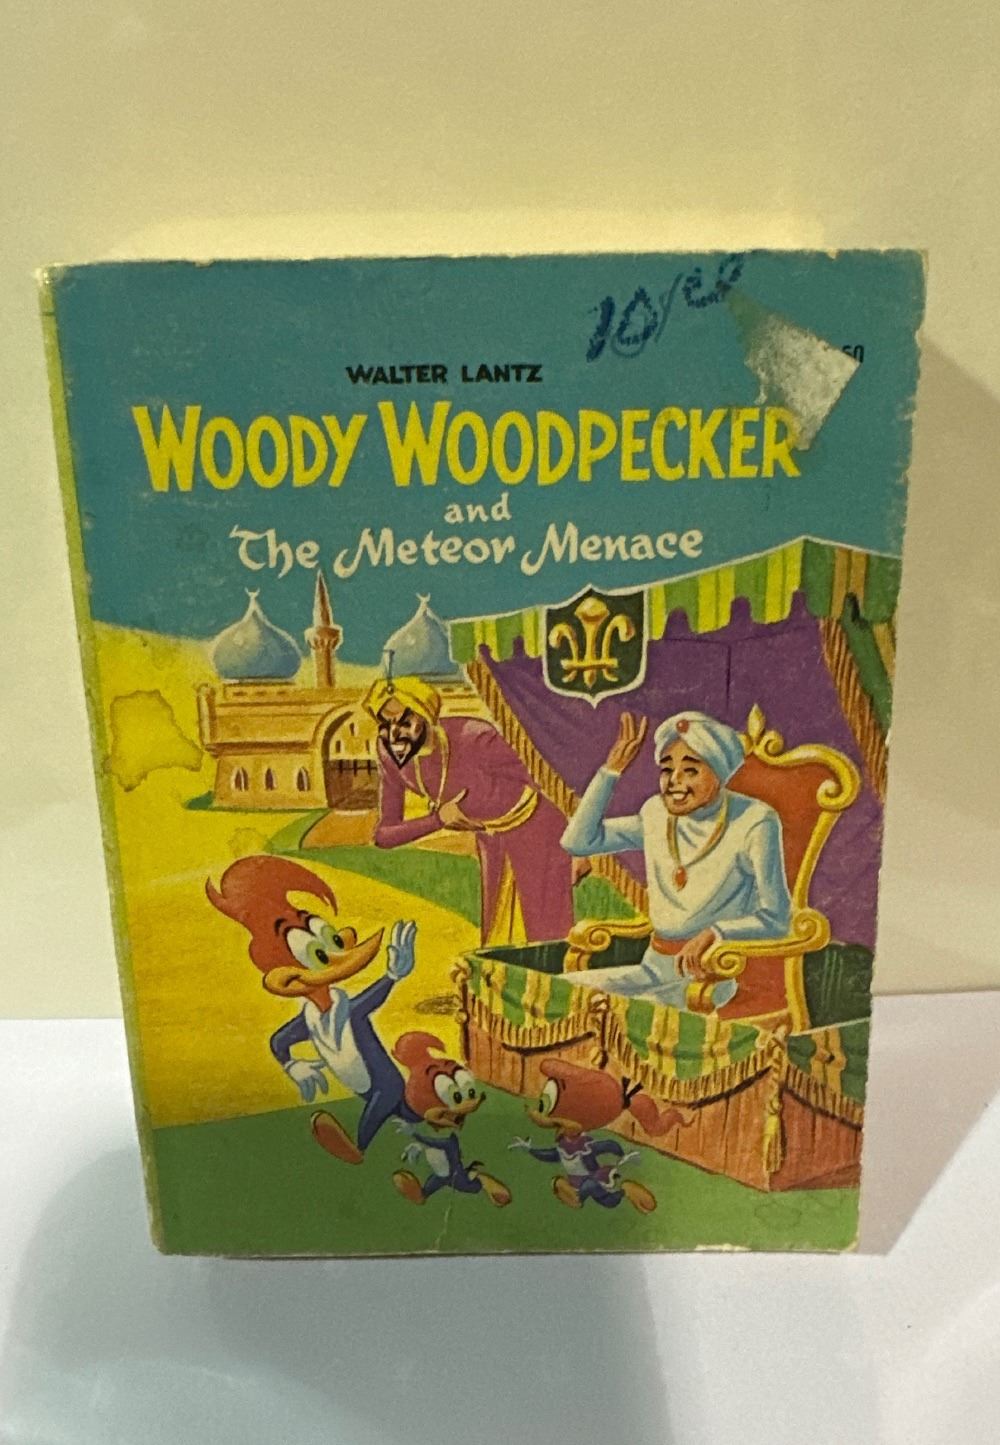 WALTER LANTZ
WOODY WOODPECKER
and
The Meteor Menace